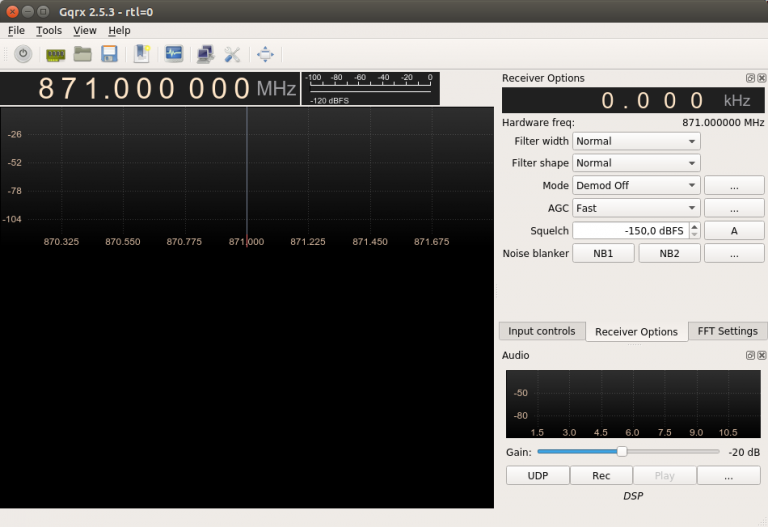 Gqrx 2.5.3 - rtl=0
File Tools View Help
871.000 000 MHz
-100 -80 -60 -40 -20 0
-120 dBFS
-26
-52
-78
-104
870.325 870.550 870.775 871.000 871.225 871.450 871.675
Receiver Options
0.000 kHz
Hardware freq: 871.000000 MHz
Filter width Normal
Filter shape Normal
Mode Demod Off ...
AGC Fast ...
Squelch -150,0 dBFS A
Noise blanker NB1 NB2 ...
Input controls Receiver Options FFT Settings
Audio
-50
-80
1.5 3.0 4.5 6.0 7.5 9.0 10.5
Gain: -20 dB
UDP Rec Play ...
DSP